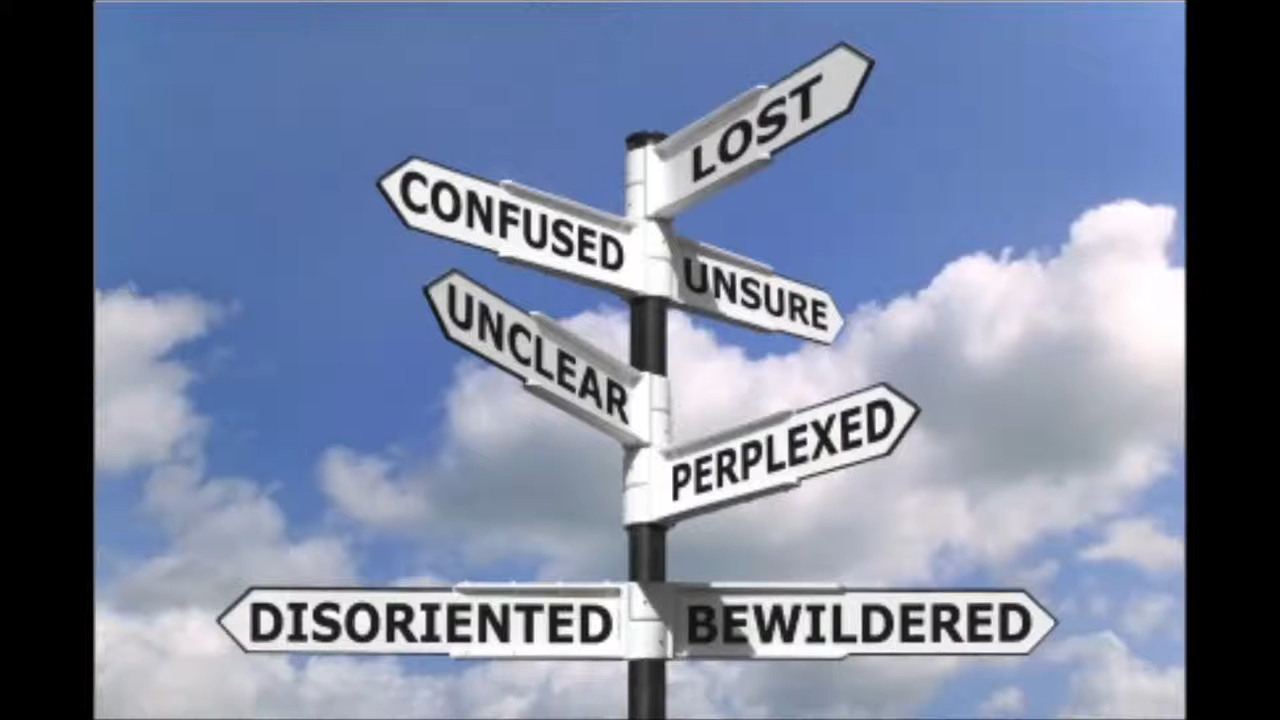 LOST
CONFUSED
UNSURE
UNCLEAR
PERPLEXED
DISORIENTED
BEWILDERED